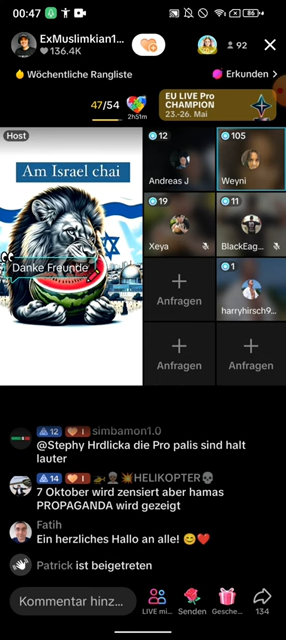 00:47
86
ExMuslimkian1...
136.4K
92
Wöchentliche Rangliste
Erkunden >
47/54
2h51m
EU LIVE Pro
CHAMPION
23.-26. Mai
Host
Am Israel chai
Danke Freunde
12
Andreas J
105
Weyni
19
Xeya
11
BlackEag...
Anfragen
1
harryhirsch9...
Anfragen
Anfragen
12 I simbamon1.0
@Stephy Hrdlicka die Pro palis sind halt
lauter
14 I HELIKOPTER
7 Oktober wird zensiert aber hamas
PROPAGANDA wird gezeigt
Fatih
Ein herzliches Hallo an alle! 😊❤️
Patrick ist beigetreten
Kommentar hinz...
LIVE mi...
Senden
Gesche...
134